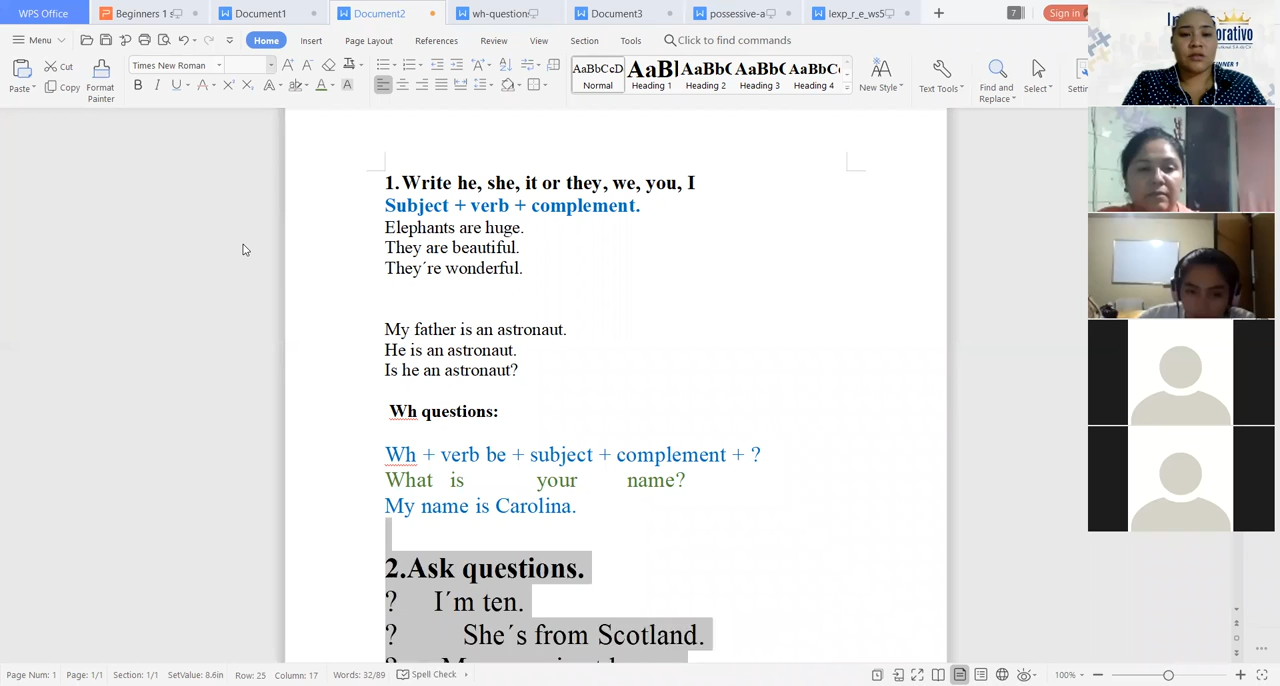 WPS Office
Beginners 1 s
Document1
Document2
wh-question
Document3
possessive-a
lexp_r_e_ws5
+
7
Sign in
Menu
Home
Insert
Page Layout
References
Review
View
Section
Tools
Click to find commands
Paste
Cut
Copy
Format Painter
Times New Roman
B I U A X² X₂ A ab A A
AaBbCcD
Normal
AaBl
Heading 1
AaBb(
Heading 2
AaBbC(
Heading 3
AaBbC
Heading 4
New Style
Text Tools
Find and Replace
Select
1.Write he, she, it or they, we, you, I
Subject + verb + complement.
Elephants are huge.
They are beautiful.
They´re wonderful.
My father is an astronaut.
He is an astronaut.
Is he an astronaut?
Wh questions:
Wh + verb be + subject + complement + ?
What is your name?
My name is Carolina.
2.Ask questions.
? I´m ten.
? She´s from Scotland.
Page Num: 1
Page: 1/1
Section: 1/1
SetValue: 8.6in
Row: 25
Column: 17
Words: 32/89
Spell Check
100%